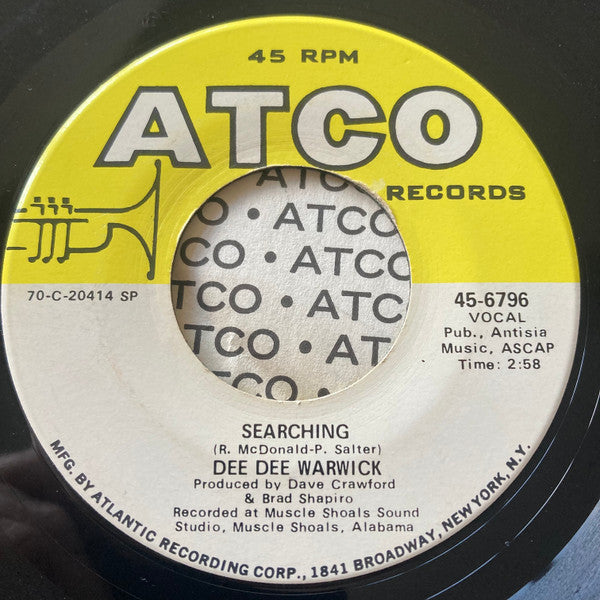 45 RPM
ATCO
RECORDS
ATCO
• ATCO
CO • ATCO
TCO • ATC
TCO • AT
CO •
70-C-20414 SP
45-6796
VOCAL
Pub., Antisia
Music, ASCAP
Time: 2:58
SEARCHING
(R. McDonald-P. Salter)
DEE DEE WARWICK
Produced by Dave Crawford
& Brad Shapiro
Recorded at Muscle Shoals Sound
Studio, Muscle Shoals, Alabama
MFG. BY ATLANTIC RECORDING CORP., 1841 BROADWAY, NEW YORK, N.Y.